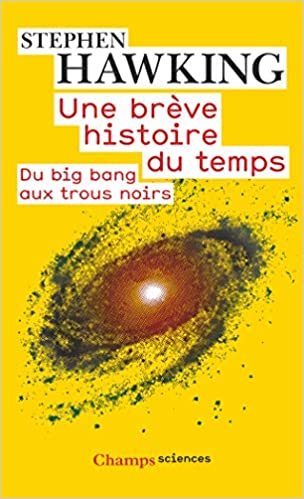 STEPHEN
HAWKING
Une brève
histoire
du temps
Du big bang
aux trous noirs
Champs sciences